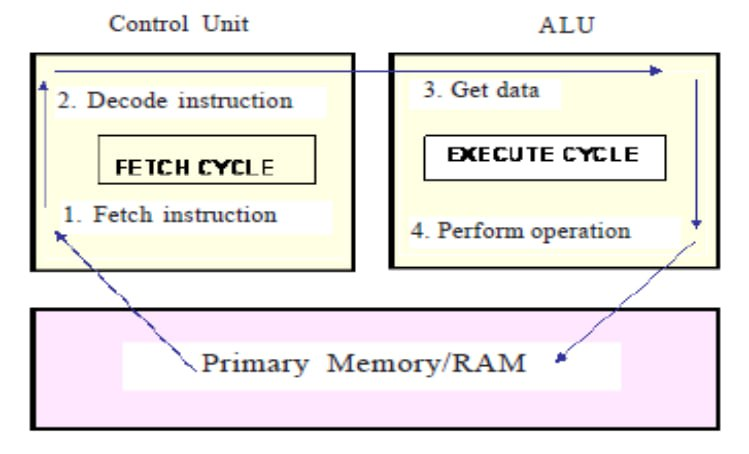 Control Unit
ALU
2. Decode instruction
FETCH CYCLE
1. Fetch instruction
3. Get data
EXECUTE CYCLE
4. Perform operation
Primary Memory/RAM